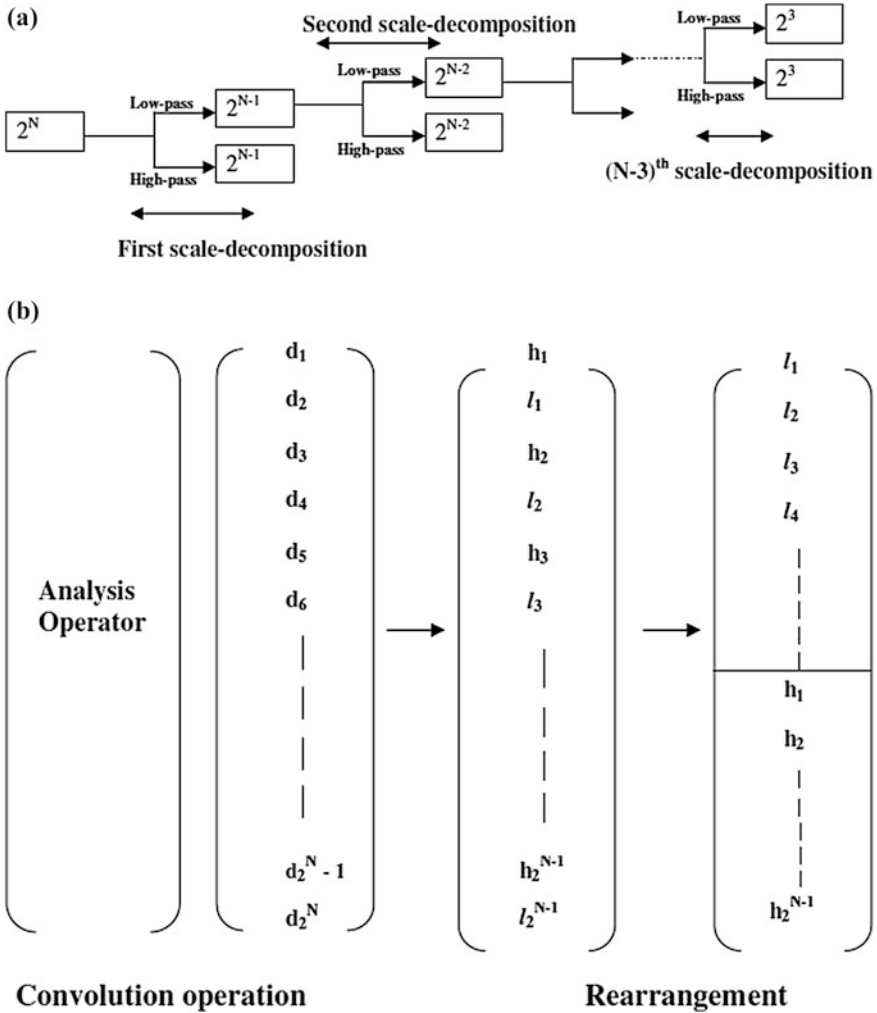 (a)
Second scale-decomposition
Low-pass
2^3
Low-pass
2^(N-2)
Low-pass
2^(N-1)
High-pass
2^3
2^N
High-pass
2^(N-2)
High-pass
2^(N-1)
(N-3)^th scale-decomposition
First scale-decomposition
(b)
d₁ h₁ l₁
d₂ l₁ l₂
d₃ h₂ l₃
d₄ l₂ l₄
d₅ h₃
Analysis
Operator
d₆ l₃
h₁
h₂
d₂^N - 1 h₂^(N-1)
d₂^N l₂^(N-1) h₂^(N-1)
Convolution operation Rearrangement